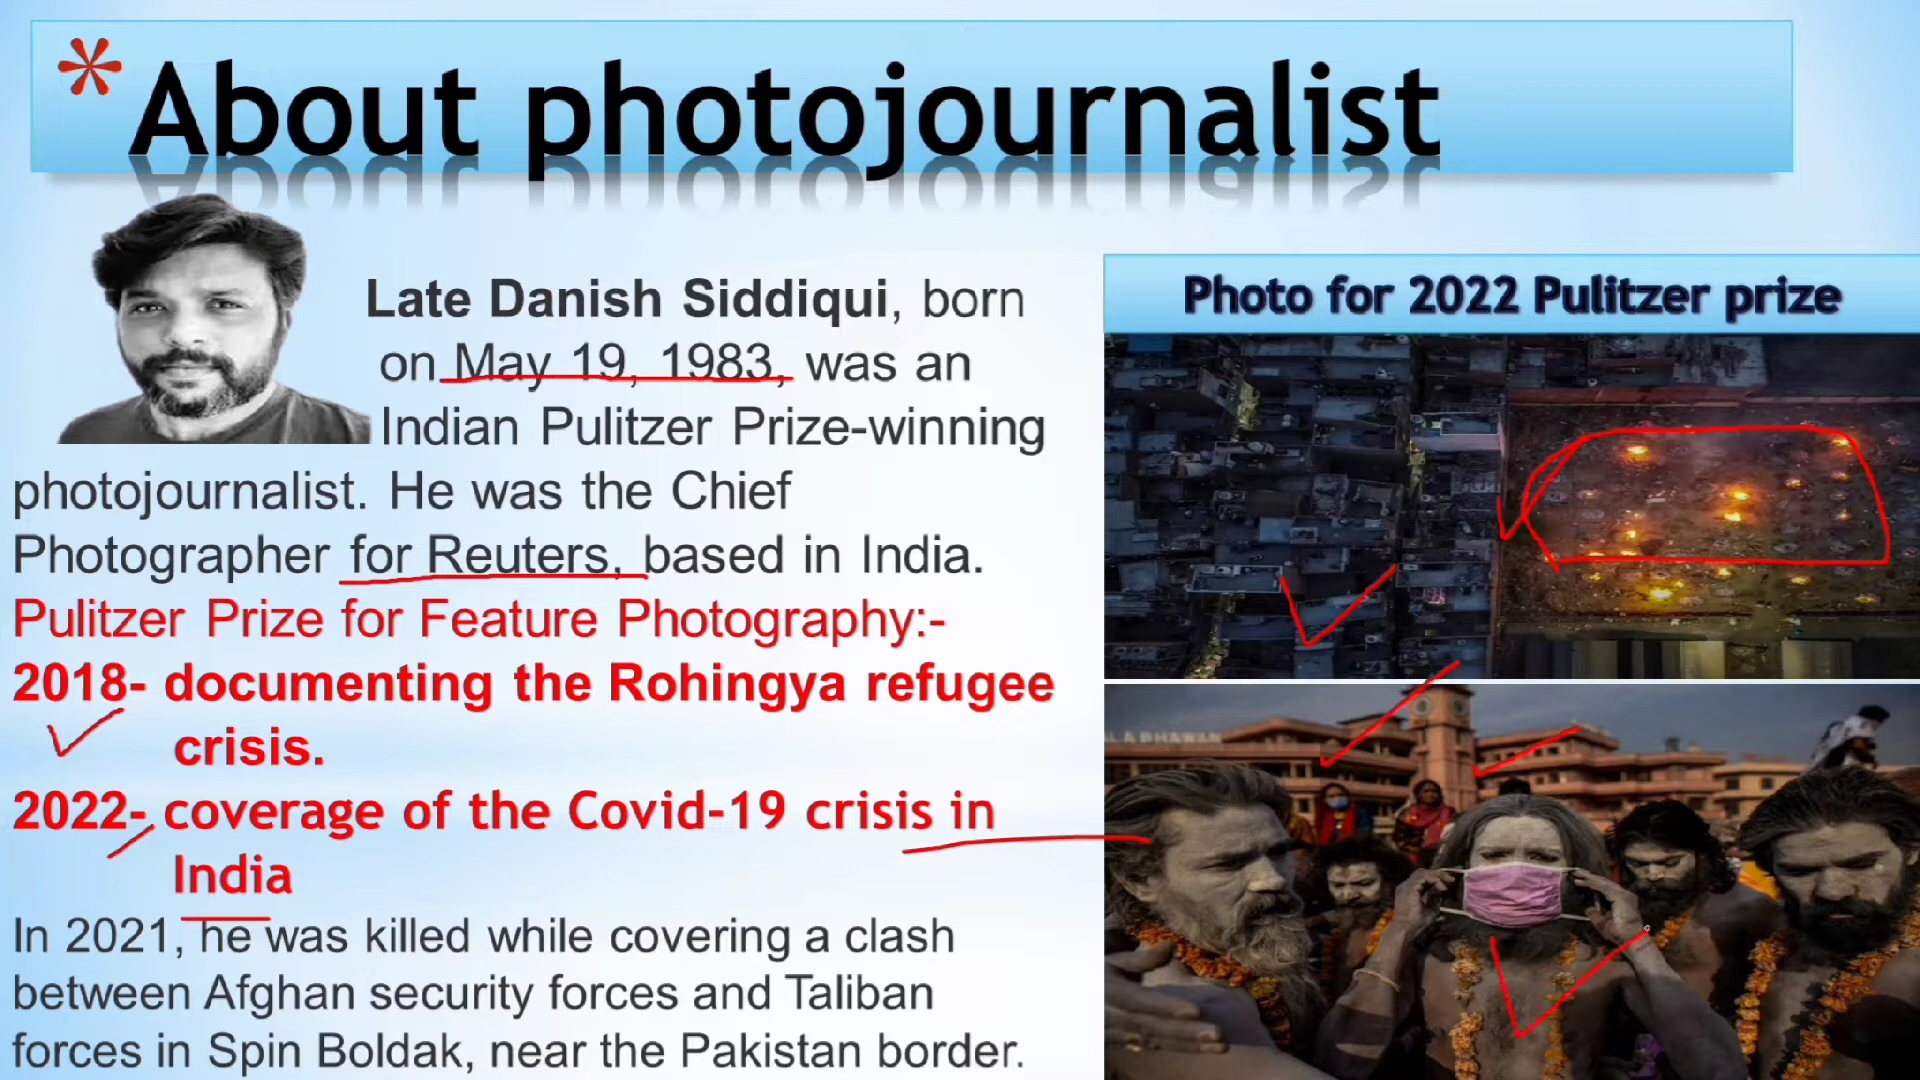 * About photojournalist
Late Danish Siddiqui, born
on May 19, 1983, was an
Indian Pulitzer Prize-winning
photojournalist. He was the Chief
Photographer for Reuters, based in India.
Pulitzer Prize for Feature Photography:-
2018- documenting the Rohingya refugee
crisis.
2022- coverage of the Covid-19 crisis in
India
In 2021, he was killed while covering a clash
between Afghan security forces and Taliban
forces in Spin Boldak, near the Pakistan border.
Photo for 2022 Pulitzer prize